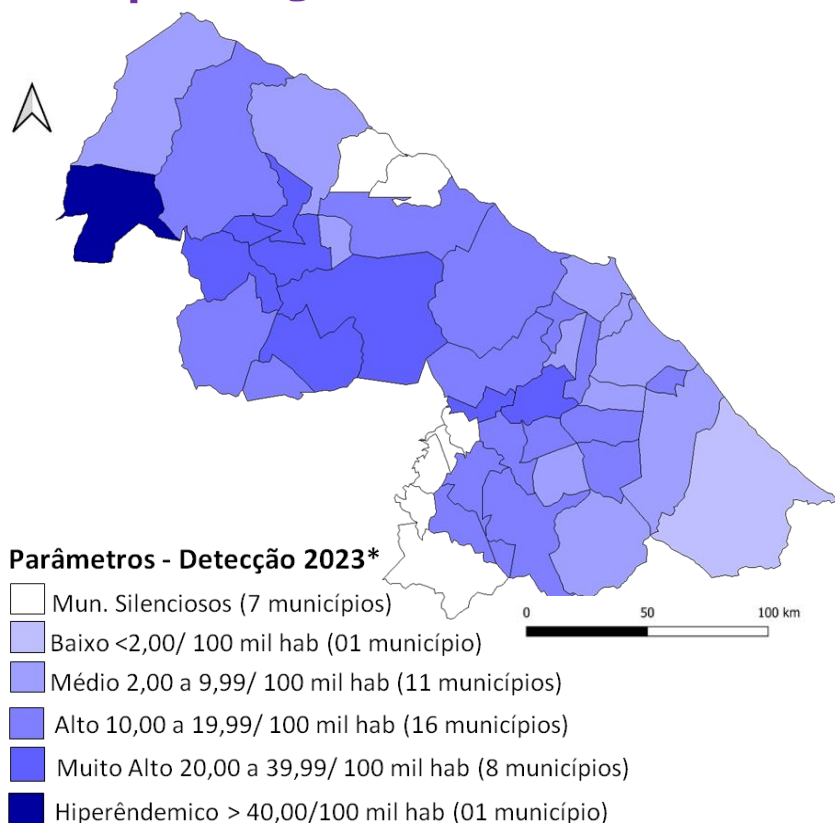 Parâmetros - Detecção 2023*
Mun. Silenciosos (7 municípios)
Baixo <2,00/ 100 mil hab (01 município)
Médio 2,00 a 9,99/ 100 mil hab (11 municípios)
Alto 10,00 a 19,99/ 100 mil hab (16 municípios)
Muito Alto 20,00 a 39,99/ 100 mil hab (8 municípios)
Hiperêndemico > 40,00/100 mil hab (01 município)
0 50 100 km